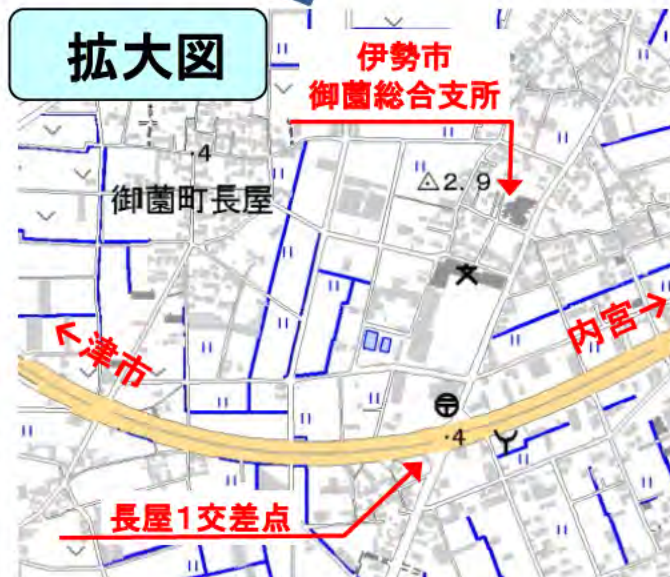 拡大図
伊勢市
御薗総合支所
・4
御薗町長屋
△2.9
←津市
内宮→
・4
長屋1交差点